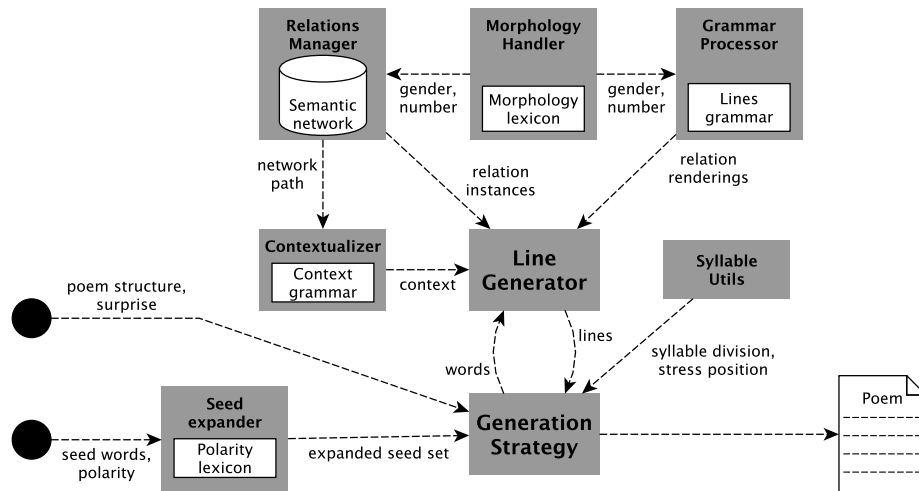 Relations
Manager
Semantic
network
Morphology
Handler
Morphology
lexicon
Grammar
Processor
Lines
grammar
gender,
number
gender,
number
network
path
relation
instances
relation
renderings
Contextualizer
Context
grammar
context
Line
Generator
Syllable
Utils
poem structure,
surprise
words
lines
syllable division,
stress position
Seed
expander
Polarity
lexicon
seed words,
polarity
expanded seed set
Generation
Strategy
Poem